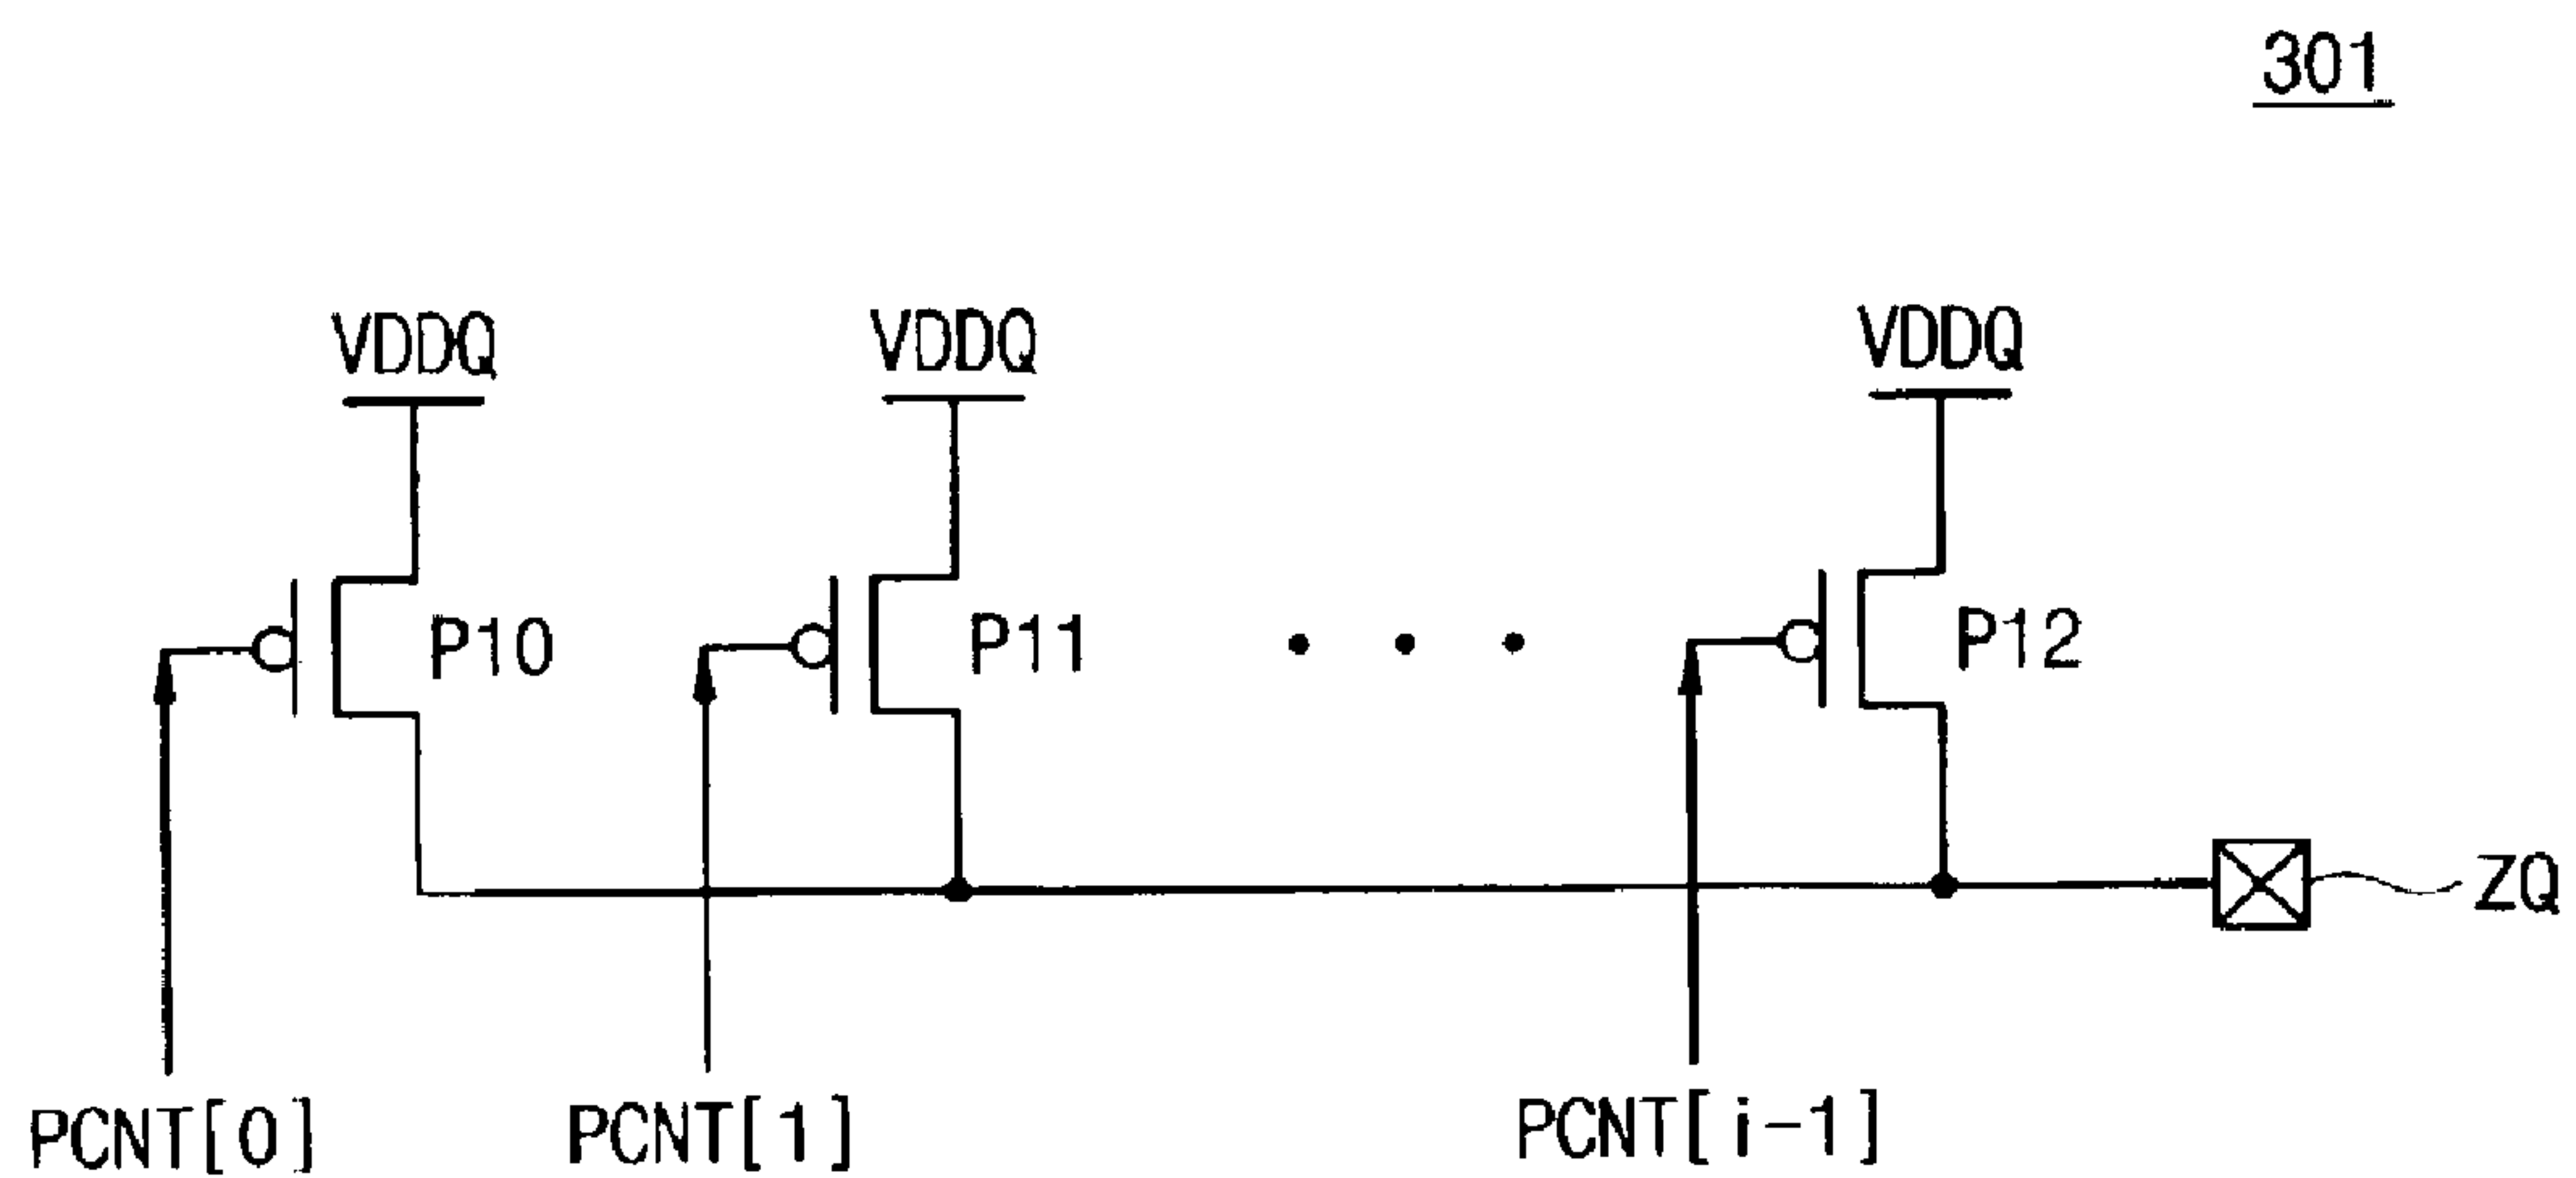 301
VDDQ VDDQ VDDQ
P10 P11 P12
ZQ
PCNT[0] PCNT[1] PCNT[i-1]